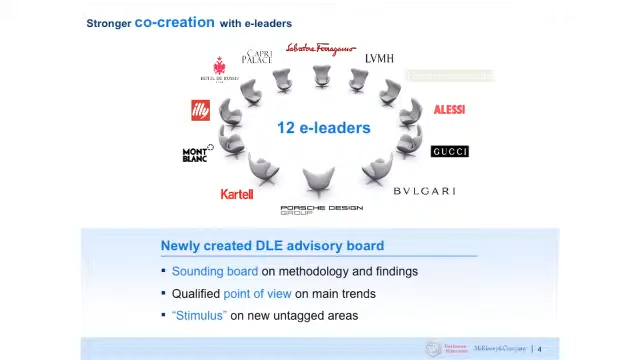 Stronger co-creation with e-leaders
CAPRI
PALACE
Salvatore Ferragamo
LVMH
HOTEL DE RUSSIE
illy
12 e-leaders
ALESSI
MONT
BLANC
GUCCI
Kartell
BVLGARI
PORSCHE DESIGN
GROUP
Newly created DLE advisory board
Sounding board on methodology and findings
Qualified point of view on main trends
“Stimulus” on new untagged areas
McKinsey&Company | 4